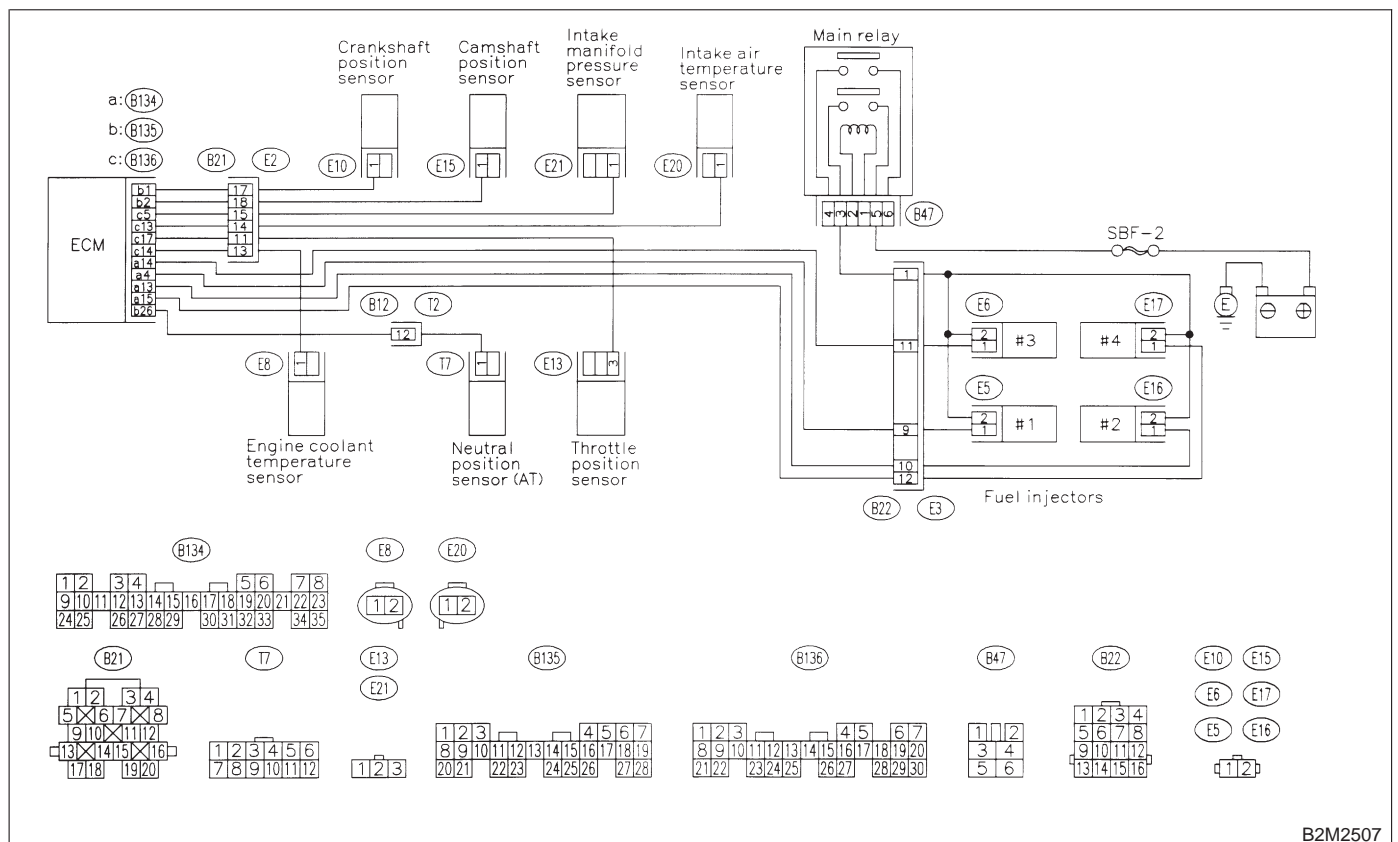 Crankshaft
position
sensor
Camshaft
position
sensor
Intake
manifold
pressure
sensor
Intake air
temperature
sensor
Main relay
a: B134
b: B135
c: B136
B21 E2
E10
1
E15
1
E21
1
E20
1
4 3 2 1 5 6
B47
SBF-2
ECM
b1
b2
c5
c13
c17
c14
a14
a4
a13
a15
b26
17
18
15
14
11
13
B12 T2
12
E8
1
T7
1
E13
3
Engine coolant
temperature
sensor
Neutral
position
sensor (AT)
Throttle
position
sensor
1
11
9
10
12
B22 E3
E6
2
1
#3
E17
#4
2
1
E5
2
1
#1
E16
#2
2
1
Fuel injectors
E
B134
1 2 3 4 5 6 7 8
9 10 11 12 13 14 15 16 17 18 19 20 21 22 23
24 25 26 27 28 29 30 31 32 33 34 35
E8
1 2
E20
1 2
B21
1 2 3 4
5 6 7 8
9 10 11 12
13 14 15 16
17 18 19 20
T7
1 2 3 4 5 6
7 8 9 10 11 12
E13
E21
1 2 3
B135
1 2 3 4 5 6 7
8 9 10 11 12 13 14 15 16 17 18 19
20 21 22 23 24 25 26 27 28
B136
1 2 3 4 5 6 7
8 9 10 11 12 13 14 15 16 17 18 19 20
21 22 23 24 25 26 27 28 29 30
B47
1 2
3 4
5 6
B22
1 2 3 4
5 6 7 8
9 10 11 12
13 14 15 16
E10 E15
E6 E17
E5 E16
1 2
B2M2507